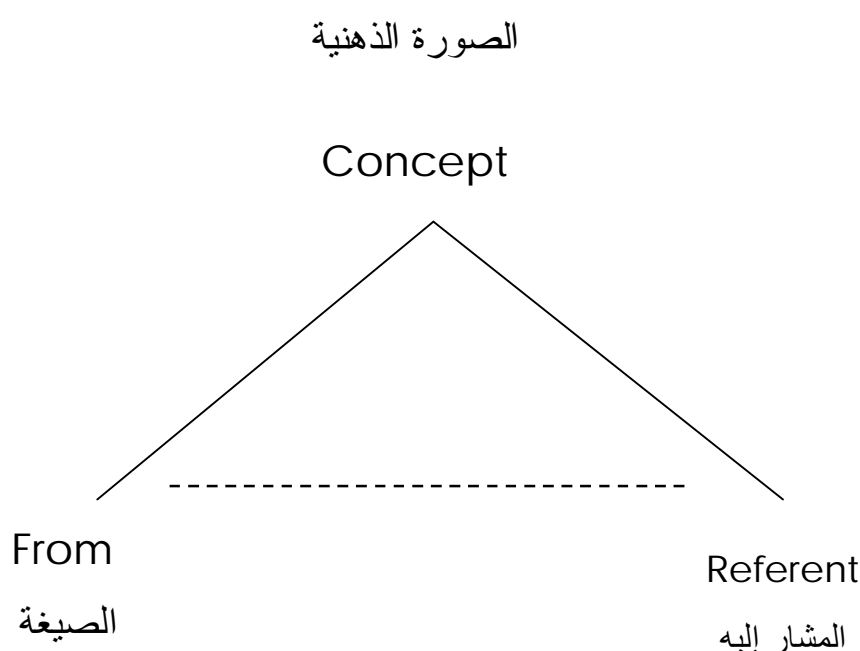 الصورة الذهنية
Concept
From
Referent
الصيغة
المشار إليه